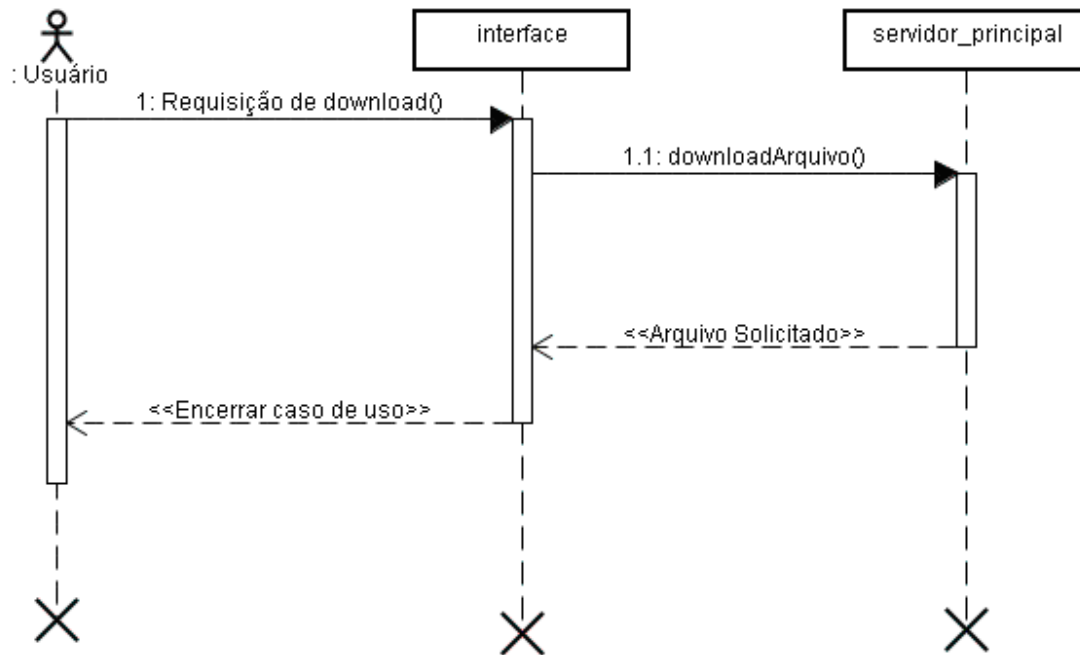 interface
servidor_principal
: Usuário
1: Requisição de download()
1.1: downloadArquivo()
<<Arquivo Solicitado>>
<<Encerrar caso de uso>>